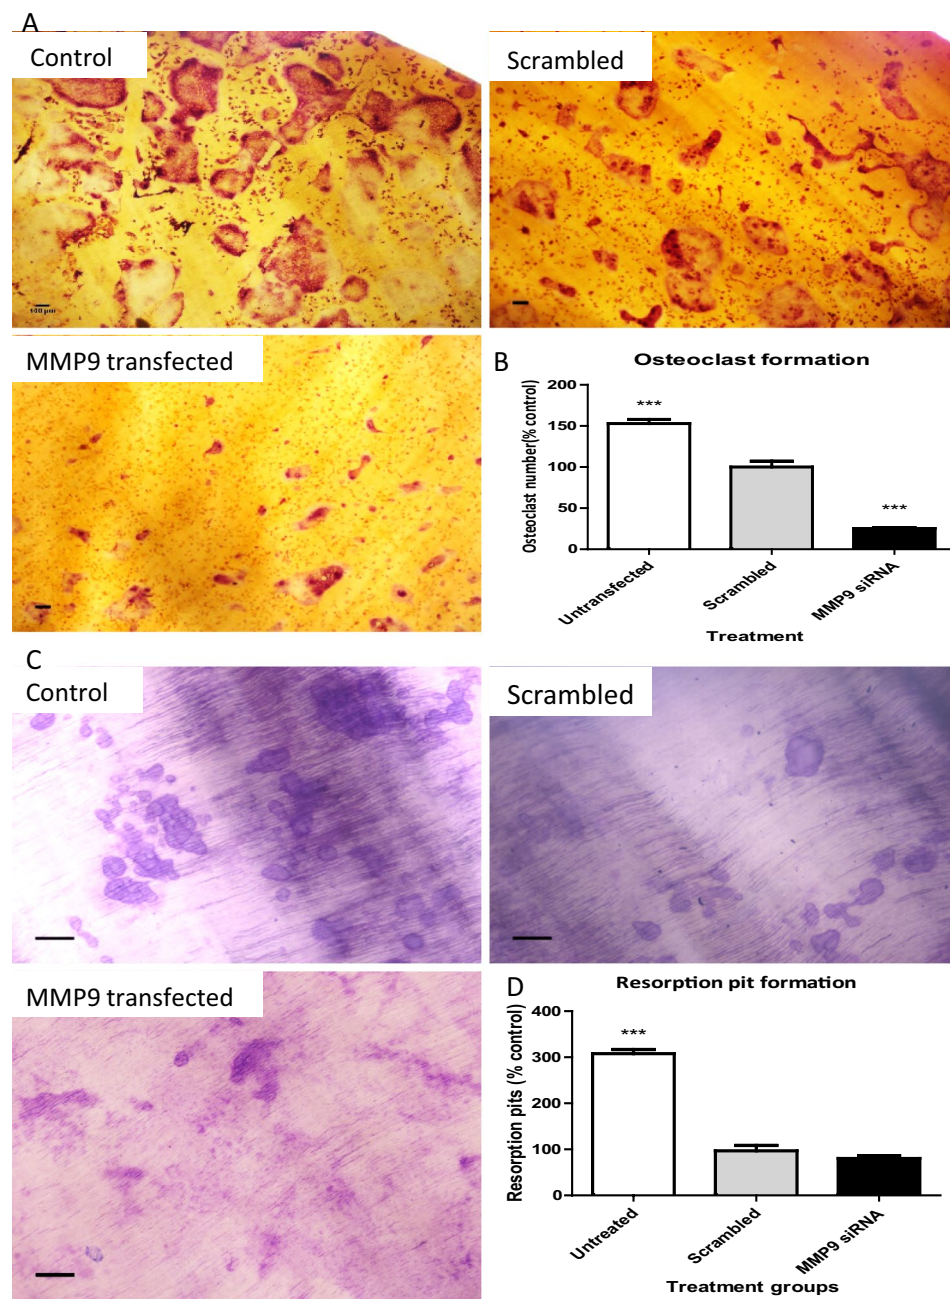 A
Control
Scrambled
100 µm
MMP9 transfected
B
Osteoclast formation
Osteoclast number(% control)
200
150
100
50
0
***
***
Untransfected
Scrambled
MMP9 siRNA
Treatment
C
Control
Scrambled
MMP9 transfected
D
Resorption pit formation
Resorption pits (% control)
400
300
200
100
0
***
Untreated
Scrambled
MMP9 siRNA
Treatment groups